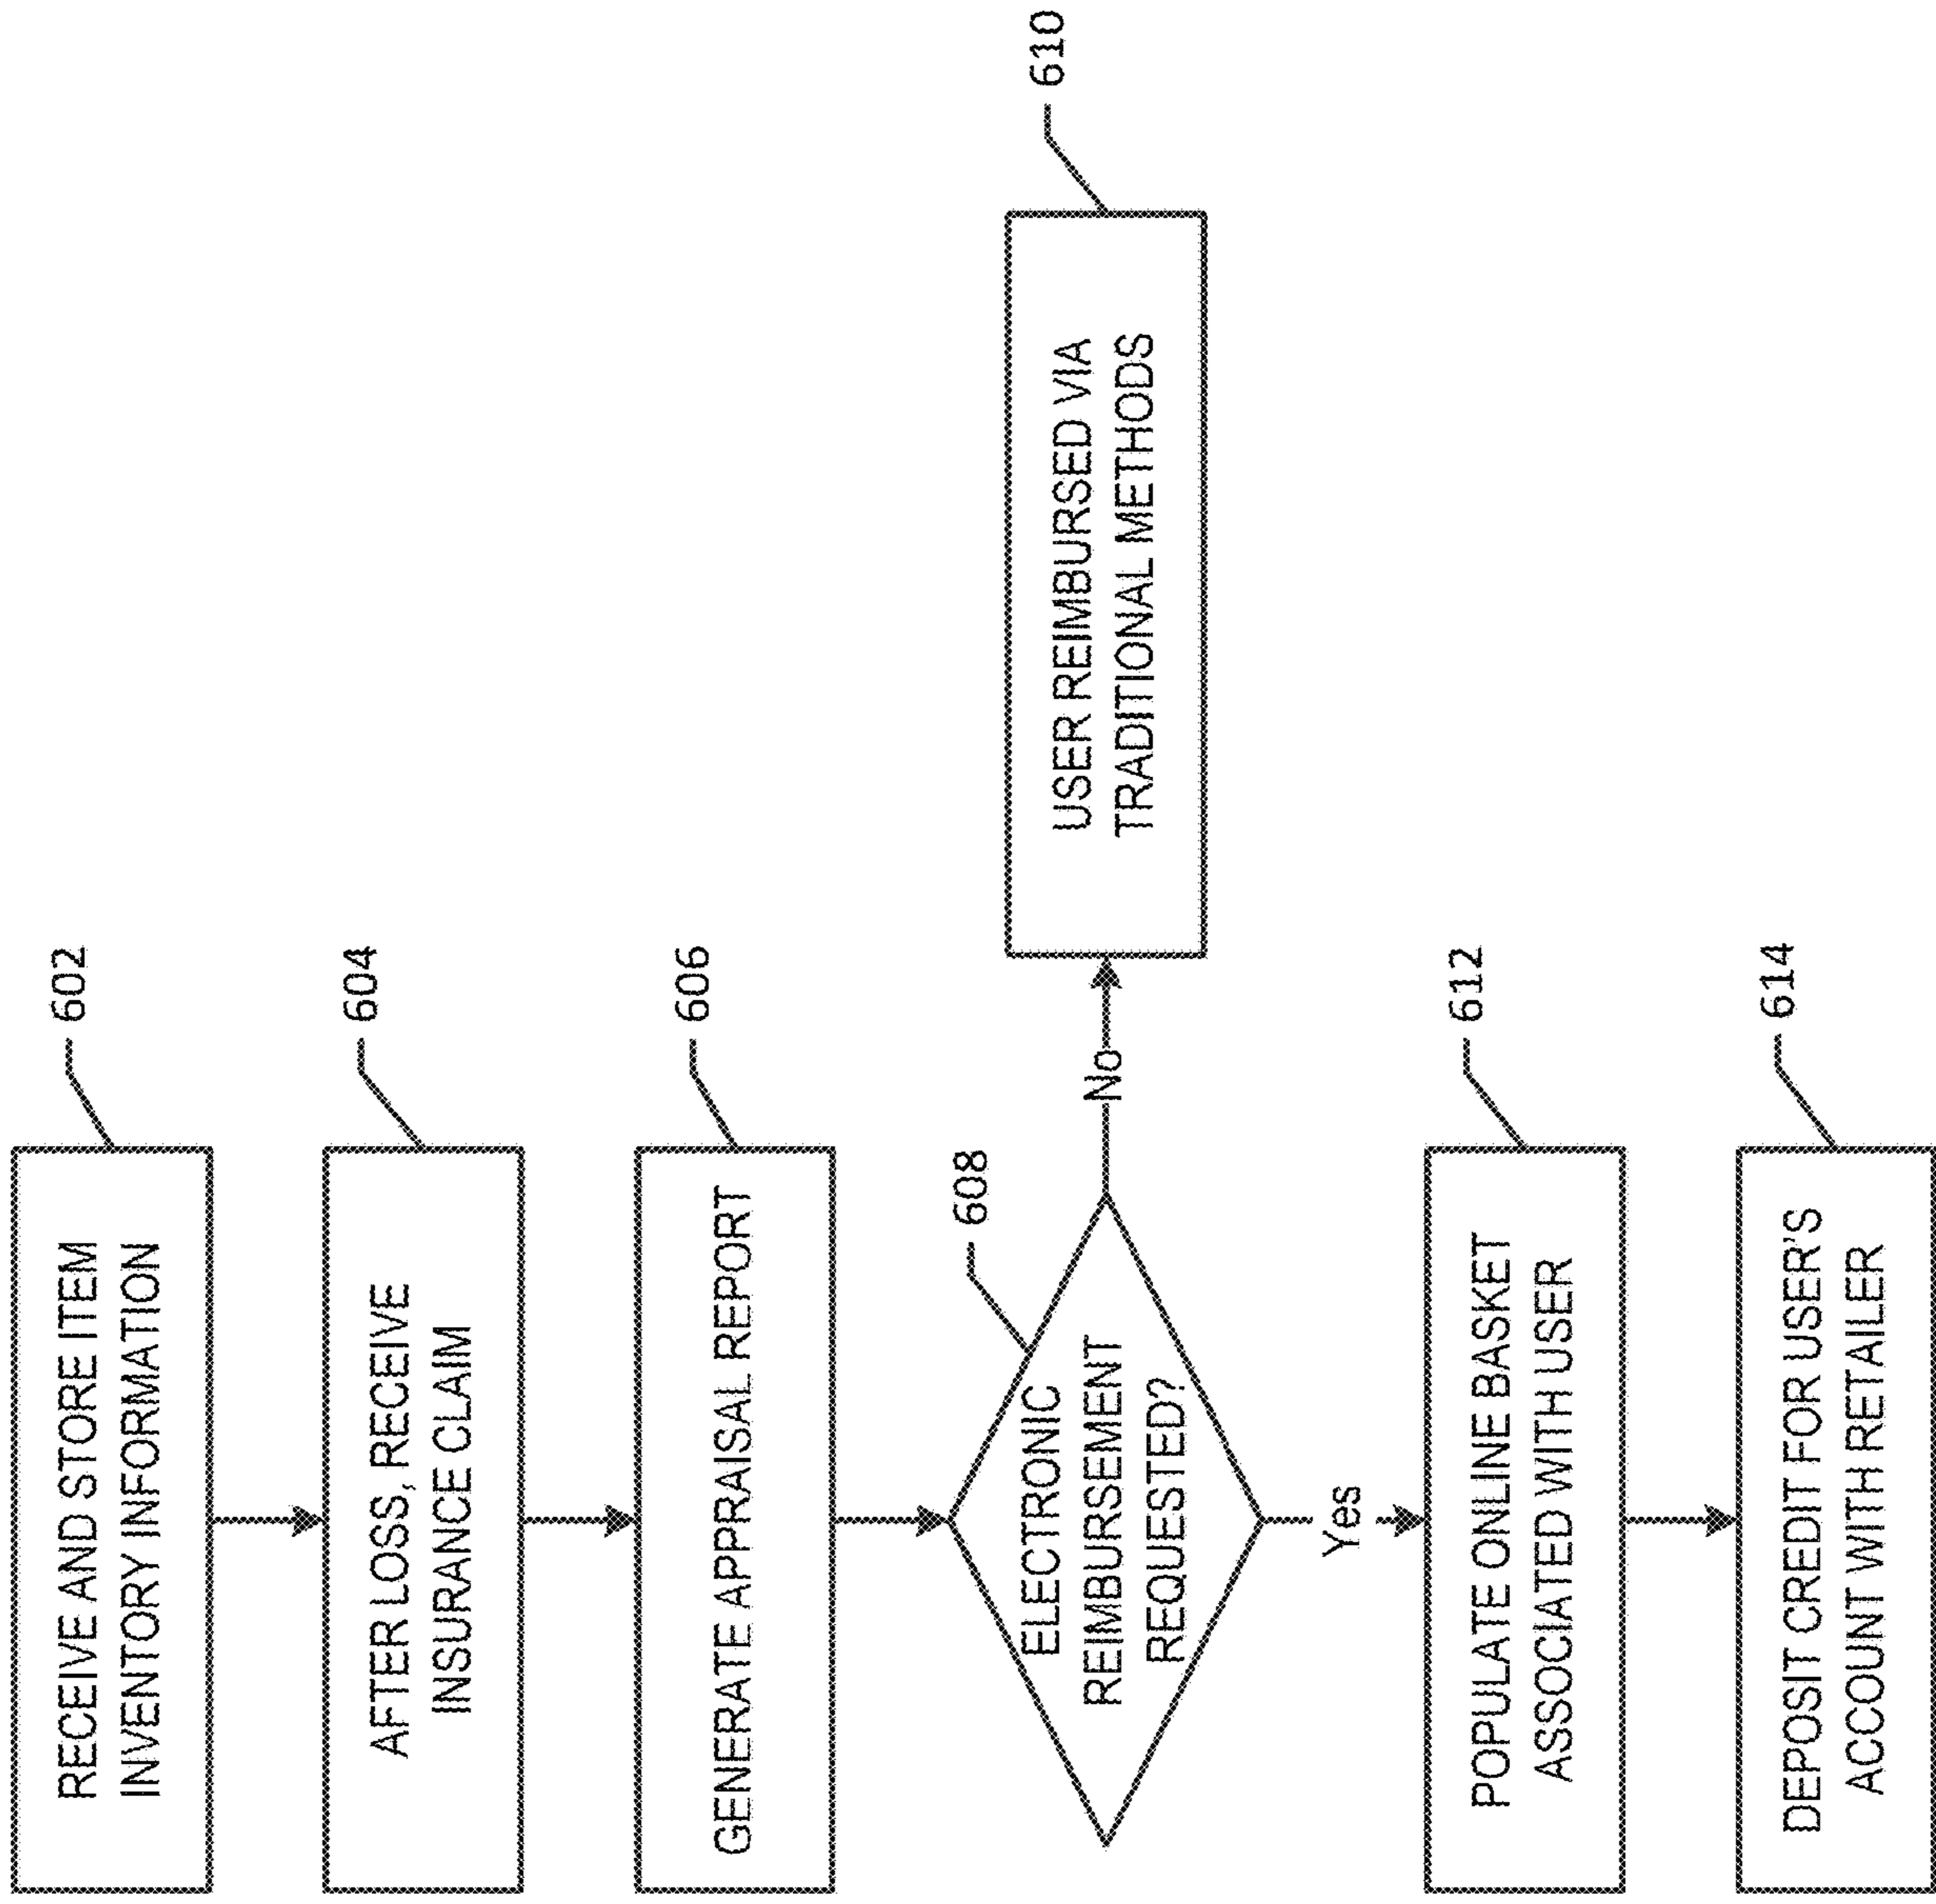 602
RECEIVE AND STORE ITEM
INVENTORY INFORMATION
604
AFTER LOSS, RECEIVE
INSURANCE CLAIM
606
GENERATE APPRAISAL REPORT
608
ELECTRONIC
REIMBURSEMENT
REQUESTED?
No
610
USER REIMBURSED VIA
TRADITIONAL METHODS
Yes
612
POPULATE ONLINE BASKET
ASSOCIATED WITH USER
614
DEPOSIT CREDIT FOR USER'S
ACCOUNT WITH RETAILER